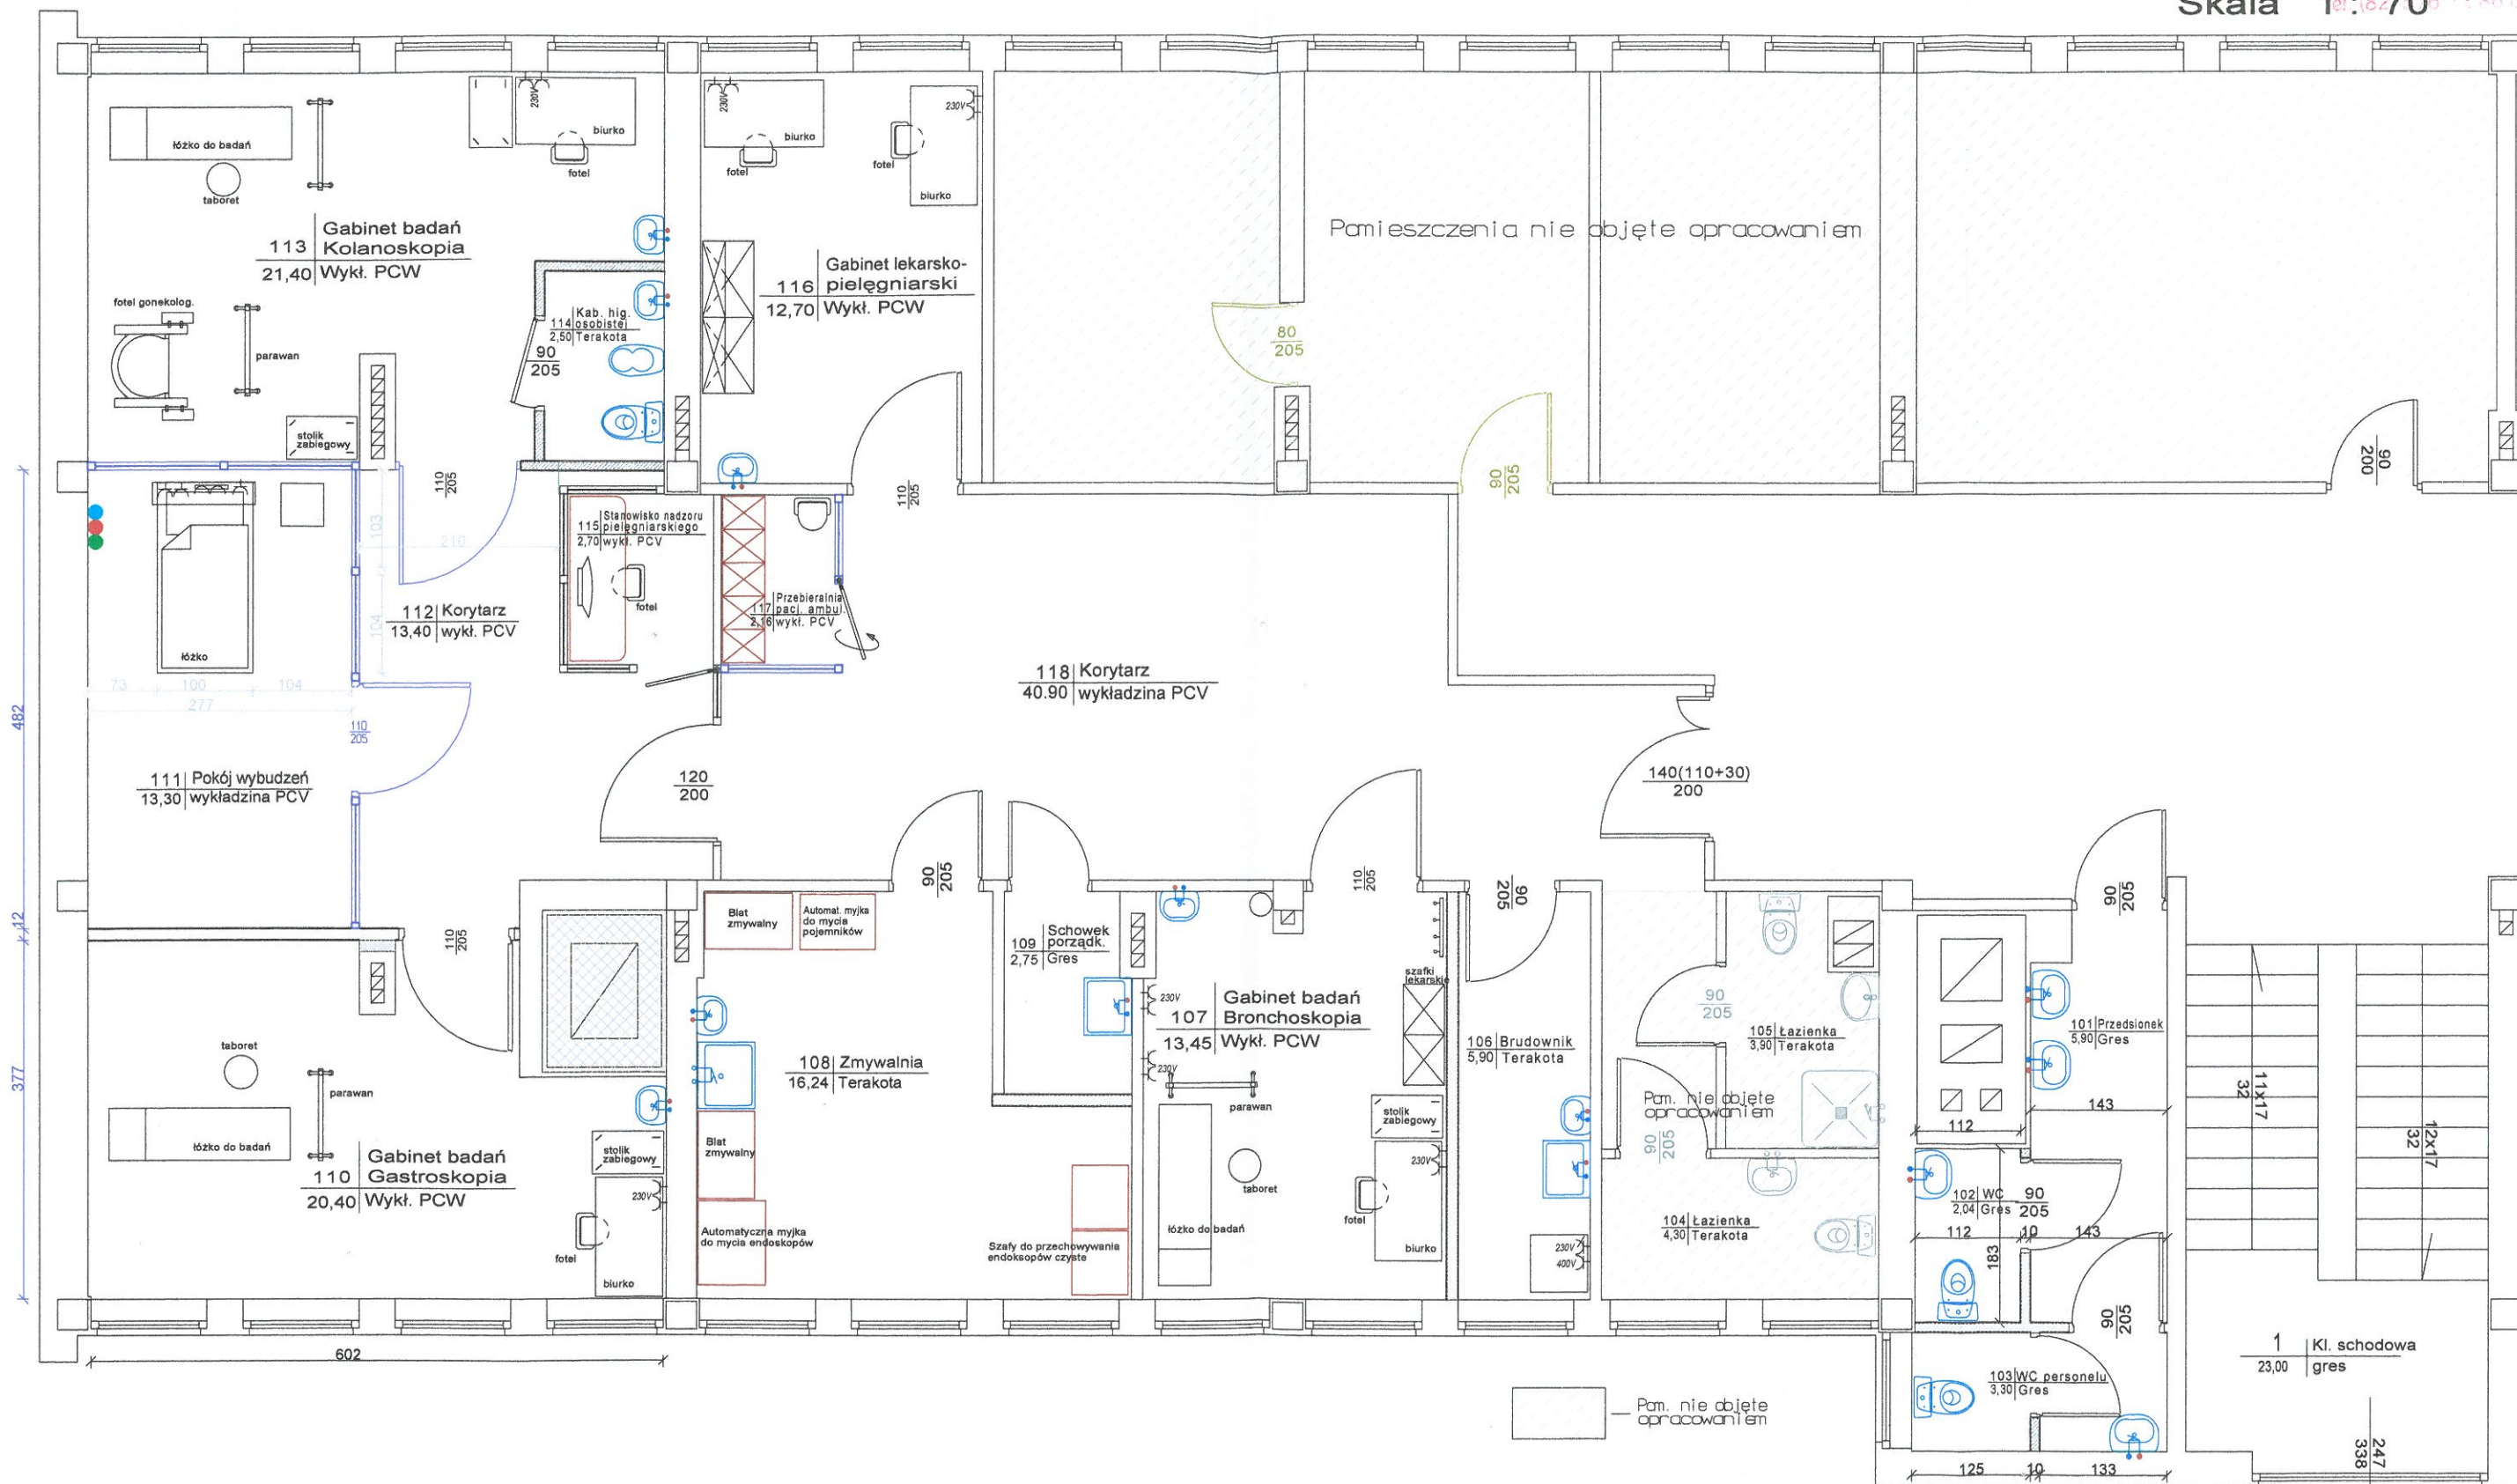 Skala 1 : 70
230V
biurko
fotel
łóżko do badań
taboret
Gabinet badań
113 Kolanoskopia
21,40 Wykł. PCW
fotel gonekolog.
parawan
stolik
zabiegowy
Kab. hig.
114 osobistej
2,50 Terakota
90
205
230V
biurko
fotel
230V
fotel
biurko
Gabinet lekarsko-
116 pielęgniarski
12,70 Wykł. PCW
Pomieszczenia nie objęte opracowaniem
80
205
90
205
90
200
110
205
110
205
103
210
104
Stanowisko nadzoru
115 pielęgniarskiego
2,70 wykł. PCV
fotel
Przebieralnia
117 pacj. ambul.
2,16 wykł. PCV
112 Korytarz
13,40 wykł. PCV
łóżko
73 100 104
277
482
110
205
111 Pokój wybudzeń
13,30 wykładzina PCV
118 Korytarz
40.90 wykładzina PCV
120
200
140(110+30)
200
90
205
110
205
90
205
90
205
12
110
205
377
taboret
parawan
łóżko do badań
Gabinet badań
110 Gastroskopia
20,40 Wykł. PCW
stolik
zabiegowy
230V
fotel
biurko
602
Blat
zmywalny
Automat. myjka
do mycia
pojemników
108 Zmywalnia
16,24 Terakota
Blat
zmywalny
Automatyczna myjka
do mycia endoskopów
Szafy do przechowywania
endoksopów czyste
Schowek
109 porządk.
2,75 Gres
230V
230V
Gabinet badań
107 Bronchoskopia
13,45 Wykł. PCW
szafki
lekarskie
parawan
stolik
zabiegowy
230V
taboret
fotel
łóżko do badań
biurko
106 Brudownik
5,90 Terakota
230V
400V
90
205
105 Łazienka
3,90 Terakota
Pom. nie objęte
opracowaniem
90
205
104 Łazienka
4,30 Terakota
101 Przedsionek
5,90 Gres
143
112
102 WC
2,04 Gres
90
205
112 10 143
183
90
205
103 WC personelu
3,30 Gres
125 10 133
11x17
32
12x17
32
1 Kl. schodowa
23,00 gres
247
338
Pom. nie objęte
opracowaniem